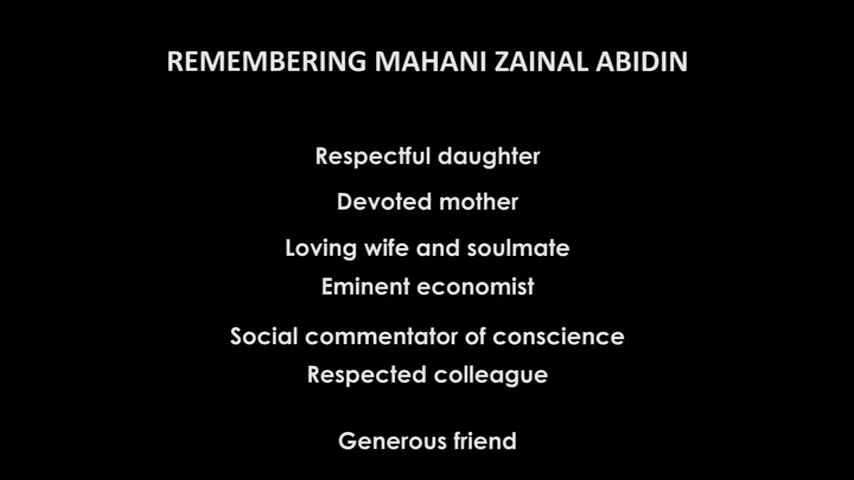 REMEMBERING MAHANI ZAINAL ABIDIN
Respectful daughter
Devoted mother
Loving wife and soulmate
Eminent economist
Social commentator of conscience
Respected colleague
Generous friend